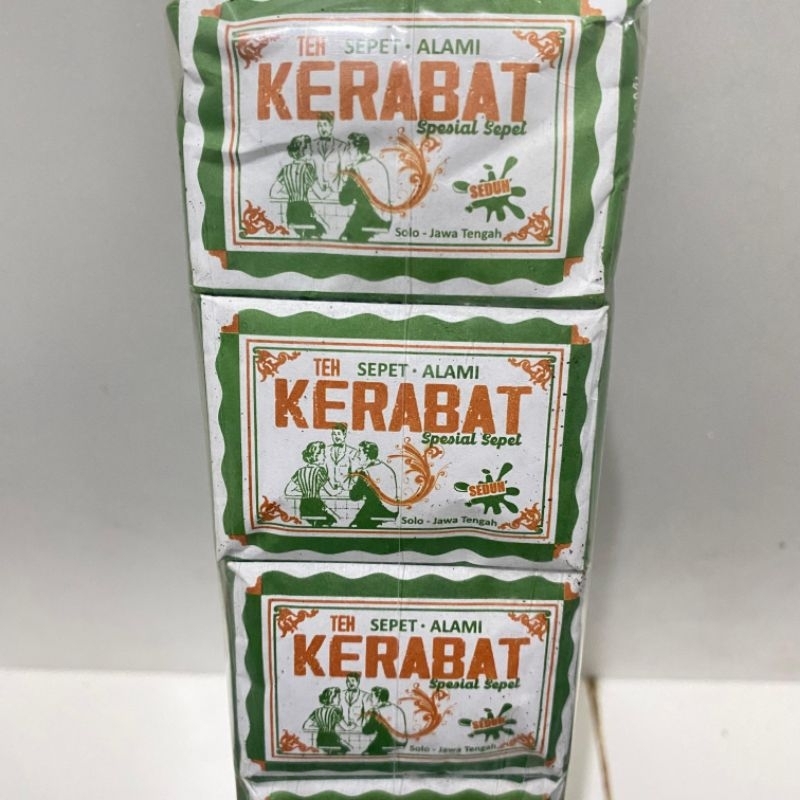 TEH SEPET · ALAMI
KERABAT
Spesial Sepet
SEDUH
Solo - Jawa Tengah
TEH SEPET · ALAMI
KERABAT
Spesial Sepet
SEDUH
Solo - Jawa Tengah
TEH SEPET · ALAMI
KERABAT
Spesial Sepet
SEDUH
Solo - Jawa Tengah